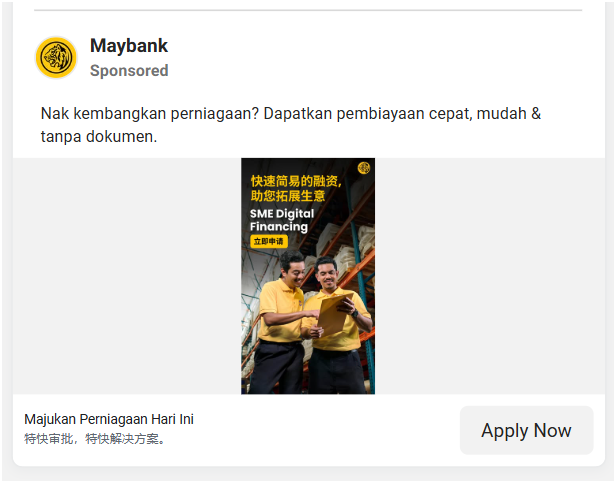 Maybank
Sponsored
Nak kembangkan perniagaan? Dapatkan pembiayaan cepat, mudah &
tanpa dokumen.
快速简易的融资,
助您拓展生意
SME Digital
Financing
立即申请
Majukan Perniagaan Hari Ini
特快审批，特快解决方案。
Apply Now